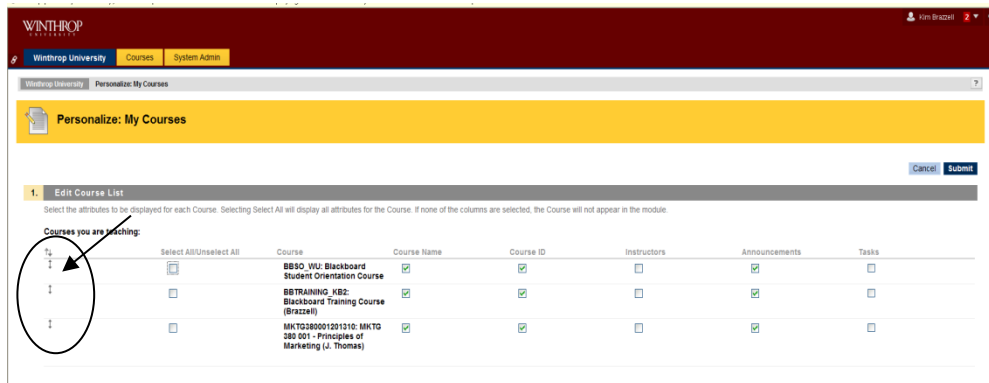 WINTHROP
UNIVERSITY
Kim Brazzell 2
Winthrop University Courses System Admin
Winthrop University Personalize: My Courses ?
Personalize: My Courses
Cancel Submit
1. Edit Course List
Select the attributes to be displayed for each Course. Selecting Select All will display all attributes for the Course. If none of the columns are selected, the Course will not appear in the module.
Courses you are teaching:
Select All/Unselect All Course Course Name Course ID Instructors Announcements Tasks
BBSO_WU: Blackboard
Student Orientation Course
BBTRAINING_KB2:
Blackboard Training Course
(Brazzell)
MKTG380001201310: MKTG
380 001 - Principles of
Marketing (J. Thomas)